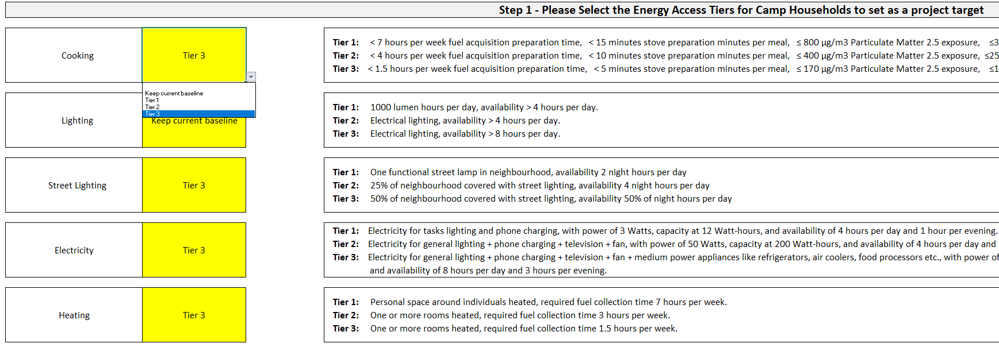 Step 1 - Please Select the Energy Access Tiers for Camp Households to set as a project target
Cooking
Tier 3
Tier 1: < 7 hours per week fuel acquisition preparation time, < 15 minutes stove preparation minutes per meal, ≤ 800 µg/m3 Particulate Matter 2.5 exposure, ≤3
Tier 2: < 4 hours per week fuel acquisition preparation time, < 10 minutes stove preparation minutes per meal, ≤ 400 µg/m3 Particulate Matter 2.5 exposure, ≤25
Tier 3: < 1.5 hours per week fuel acquisition preparation time, < 5 minutes stove preparation minutes per meal, ≤ 170 µg/m3 Particulate Matter 2.5 exposure, ≤1
Keep current baseline
Tier 1
Tier 2
Tier 3
Lighting
Keep current baseline
Tier 1: 1000 lumen hours per day, availability > 4 hours per day.
Tier 2: Electrical lighting, availability > 4 hours per day.
Tier 3: Electrical lighting, availability > 8 hours per day.
Street Lighting
Tier 3
Tier 1: One functional street lamp in neighbourhood, availability 2 night hours per day
Tier 2: 25% of neighbourhood covered with street lighting, availability 4 night hours per day
Tier 3: 50% of neighbourhood covered with street lighting, availability 50% of night hours per day
Electricity
Tier 3
Tier 1: Electricity for tasks lighting and phone charging, with power of 3 Watts, capacity at 12 Watt-hours, and availability of 4 hours per day and 1 hour per evening.
Tier 2: Electricity for general lighting + phone charging + television + fan, with power of 50 Watts, capacity at 200 Watt-hours, and availability of 4 hours per day and
Tier 3: Electricity for general lighting + phone charging + television + fan + medium power appliances like refrigerators, air coolers, food processors etc., with power of
and availability of 8 hours per day and 3 hours per evening.
Heating
Tier 3
Tier 1: Personal space around individuals heated, required fuel collection time 7 hours per week.
Tier 2: One or more rooms heated, required fuel collection time 3 hours per week.
Tier 3: One or more rooms heated, required fuel collection time 1.5 hours per week.